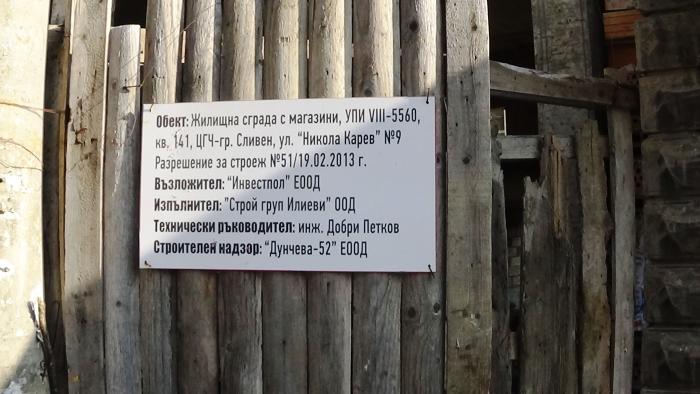 Обект: Жилищна сграда с магазини, УПИ VIII-5560,
кв. 141, ЦГЧ-гр. Сливен, ул. "Никола Карев" №9
Разрешение за строеж №51/19.02.2013 г.
Възложител: "Инвестпол" ЕООД
Изпълнител: "Строй груп Илиеви" ООД
Технически ръководител: инж. Добри Петков
Строителен надзор: "Дунчева-52" ЕООД